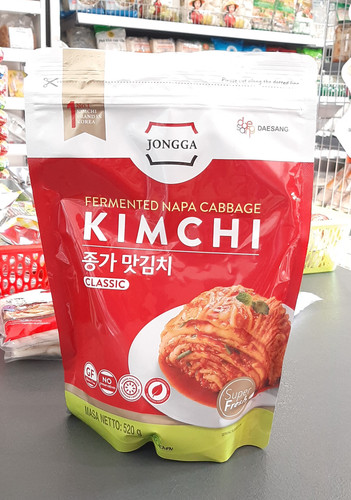 JONGGA
DAESANG
FERMENTED NAPA CABBAGE
KIMCHI
종가 맛김치
CLASSIC
GF
NO
Super
Fresh
MASA NETTO: 520 g